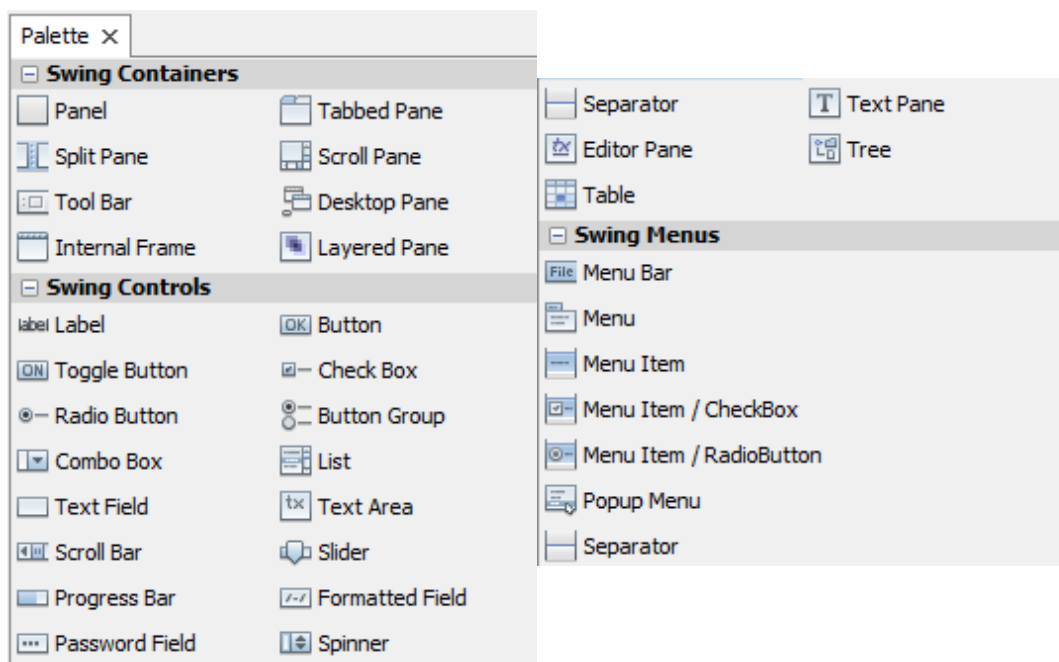 Palette
Swing Containers
Panel Tabbed Pane
Split Pane Scroll Pane
Tool Bar Desktop Pane
Internal Frame Layered Pane
Swing Controls
label Label OK Button
ON Toggle Button Check Box
Radio Button Button Group
Combo Box List
Text Field tx Text Area
Scroll Bar Slider
Progress Bar Formatted Field
Password Field Spinner
Separator T Text Pane
tx Editor Pane Tree
Table
Swing Menus
File Menu Bar
Menu
Menu Item
Menu Item / CheckBox
Menu Item / RadioButton
Popup Menu
Separator